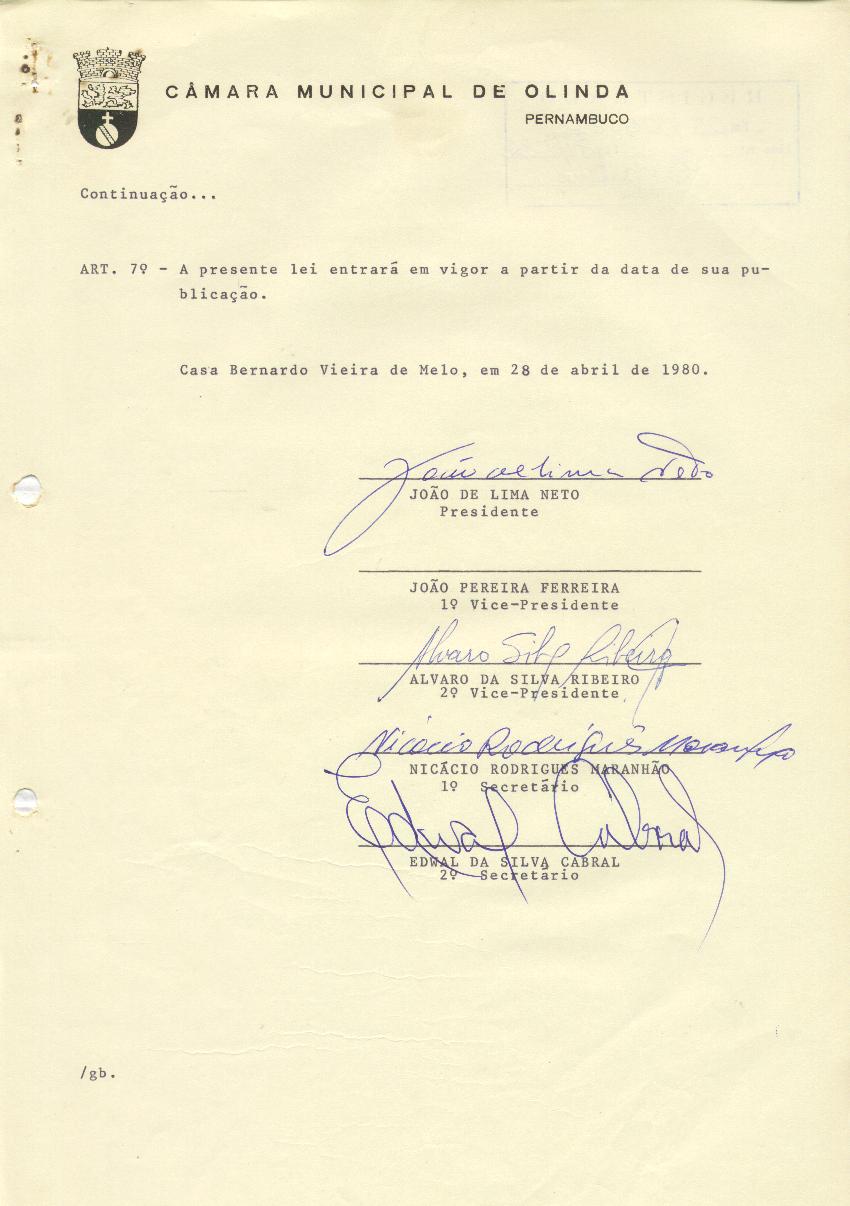 CÂMARA MUNICIPAL DE OLINDA
PERNAMBUCO
Continuação...
ART. 7º - A presente lei entrará em vigor a partir da data de sua pu-
blicação.
Casa Bernardo Vieira de Melo, em 28 de abril de 1980.
João de Lima Neto
JOÃO DE LIMA NETO
Presidente
JOÃO PEREIRA FERREIRA
1º Vice-Presidente
Alvaro Silva Ribeiro
ALVARO DA SILVA RIBEIRO
2º Vice-Presidente
Nicácio Rodrigues Maranhão
NICÁCIO RODRIGUES MARANHÃO
1º Secretário
Edwal Cabral
EDWAL DA SILVA CABRAL
2º Secretário
/gb.